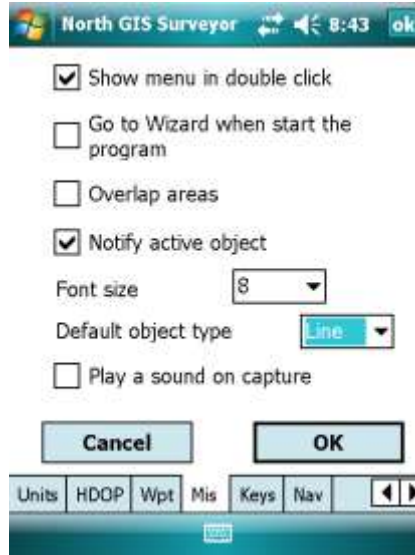 North GIS Surveyor 8:43 ok
Show menu in double click
Go to Wizard when start the
program
Overlap areas
Notify active object
Font size 8
Default object type Line
Play a sound on capture
Cancel OK
Units HDOP Wpt Mis Keys Nav